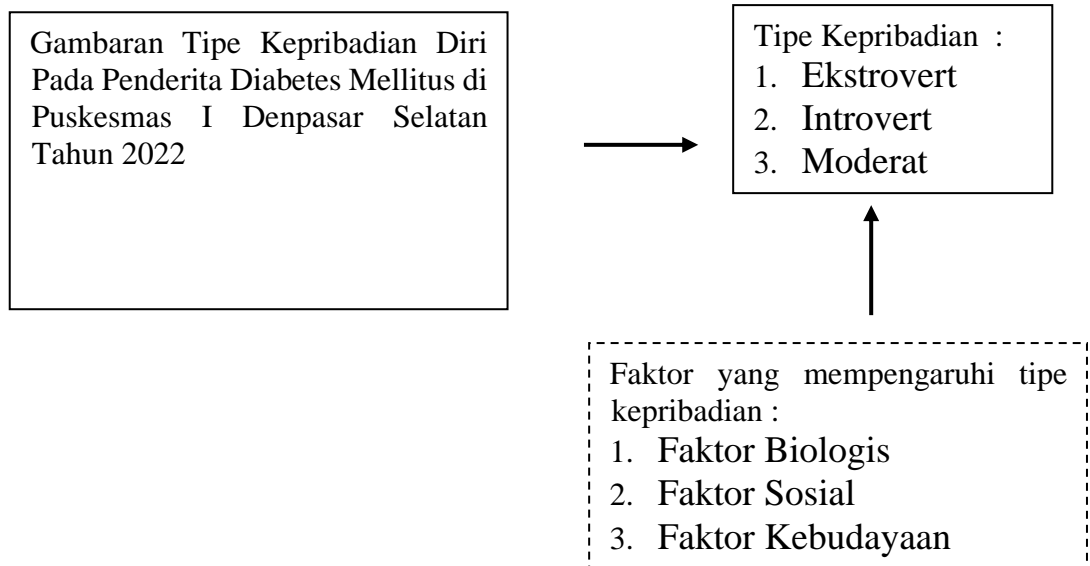 Gambaran Tipe Kepribadian Diri
Pada Penderita Diabetes Mellitus di
Puskesmas I Denpasar Selatan
Tahun 2022
Tipe Kepribadian :
1. Ekstrovert
2. Introvert
3. Moderat
Faktor yang mempengaruhi tipe
kepribadian :
1. Faktor Biologis
2. Faktor Sosial
3. Faktor Kebudayaan